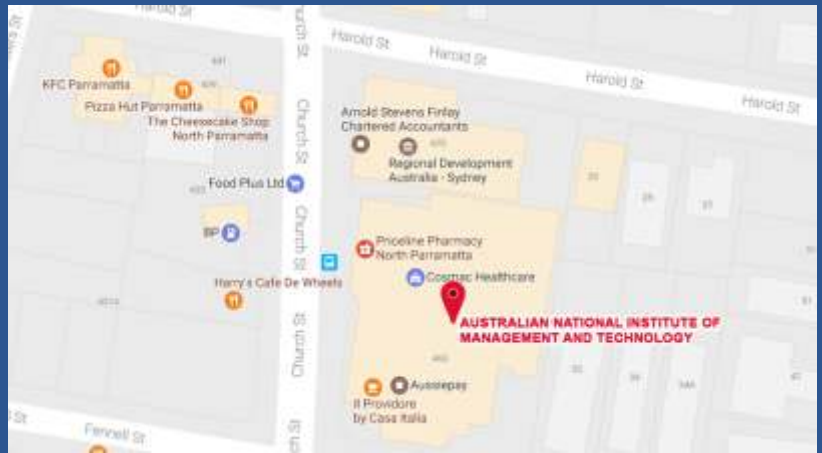 Harold St
Harold St
Harold St
Harold St
Harold St
Church St
KFC Parramatta
Pizza Hut Parramatta
The Cheesecake Shop
North Parramatta
Arnold Stevens Finlay
Chartered Accountants
Church St
Regional Development
Australia - Sydney
Food Plus Ltd
BP
Church St
Priceline Pharmacy
North Parramatta
Cosmac Healthcare
Harry's Cafe De Wheels
AUSTRALIAN NATIONAL INSTITUTE OF
MANAGEMENT AND TECHNOLOGY
Church St
Aussiepay
Il Providore
by Casa Italia
Fennell St